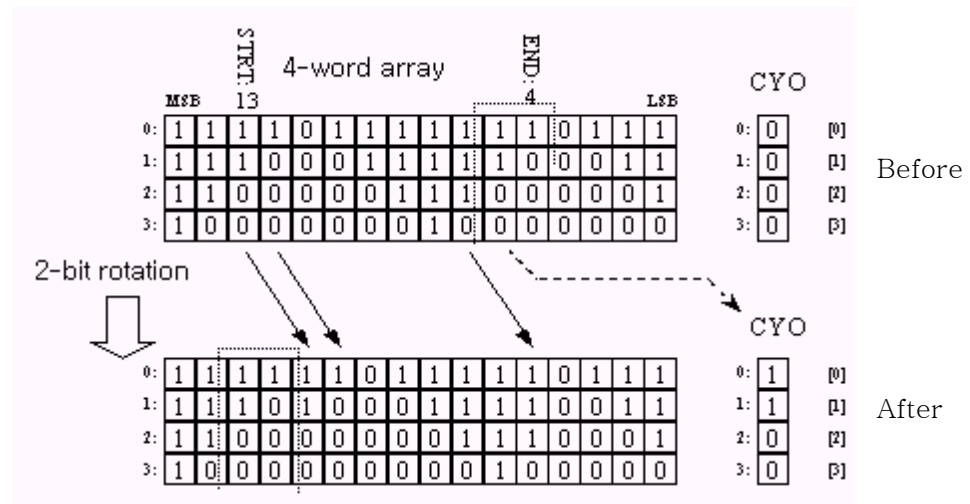 STRT: 13
4-word array
END: 4
CYO
MSB
LSB
0: 1 1 1 1 0 1 1 1 1 1 1 1 0 1 1 1 0: 0 [0]
1: 1 1 1 0 0 0 1 1 1 1 1 0 0 0 1 1 1: 0 [1]
Before
2: 1 1 0 0 0 0 0 1 1 1 0 0 0 0 0 1 2: 0 [2]
3: 1 0 0 0 0 0 0 0 1 0 0 0 0 0 0 0 3: 0 [3]
2-bit rotation
CYO
0: 1 1 1 1 1 1 0 1 1 1 1 1 0 1 1 1 0: 1 [0]
1: 1 1 1 0 1 0 0 0 1 1 1 1 0 0 1 1 1: 1 [1]
After
2: 1 1 0 0 0 0 0 0 0 1 1 1 0 0 0 1 2: 0 [2]
3: 1 0 0 0 0 0 0 0 0 0 1 0 0 0 0 0 3: 0 [3]